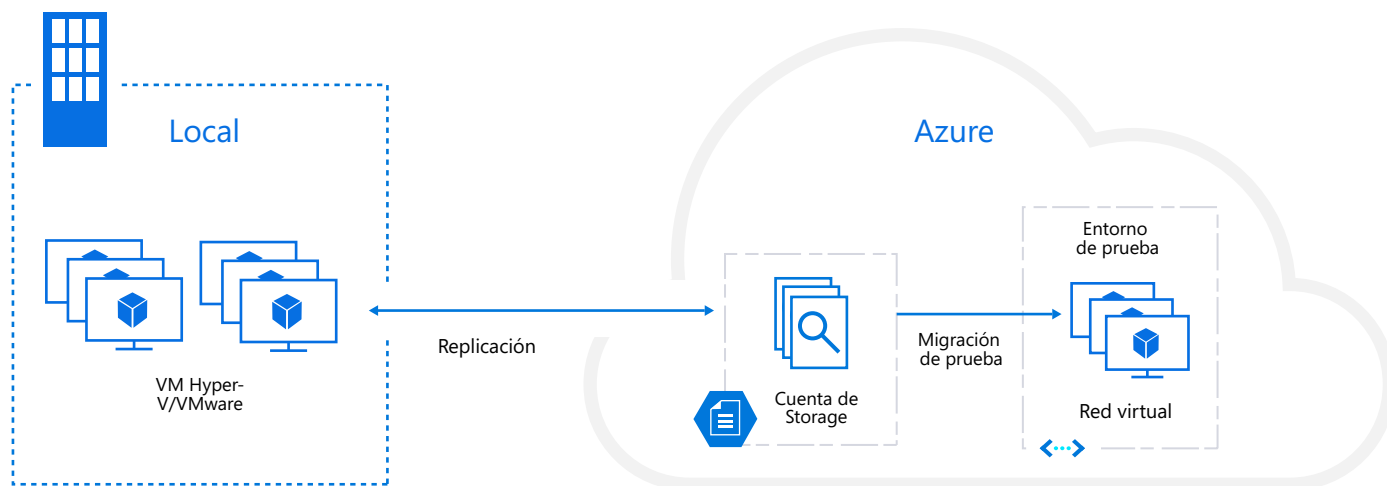 Local
Azure
VM Hyper-
V/VMware
Replicación
Cuenta de
Storage
Migración
de prueba
Entorno
de prueba
Red virtual